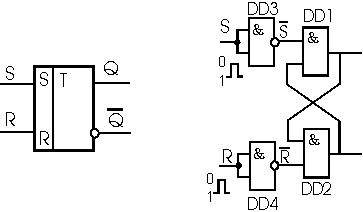 S S T Q
R R Q̅
DD3 DD1
S & S̅ &
0
1
R & R̅ &
0
1
DD4 DD2